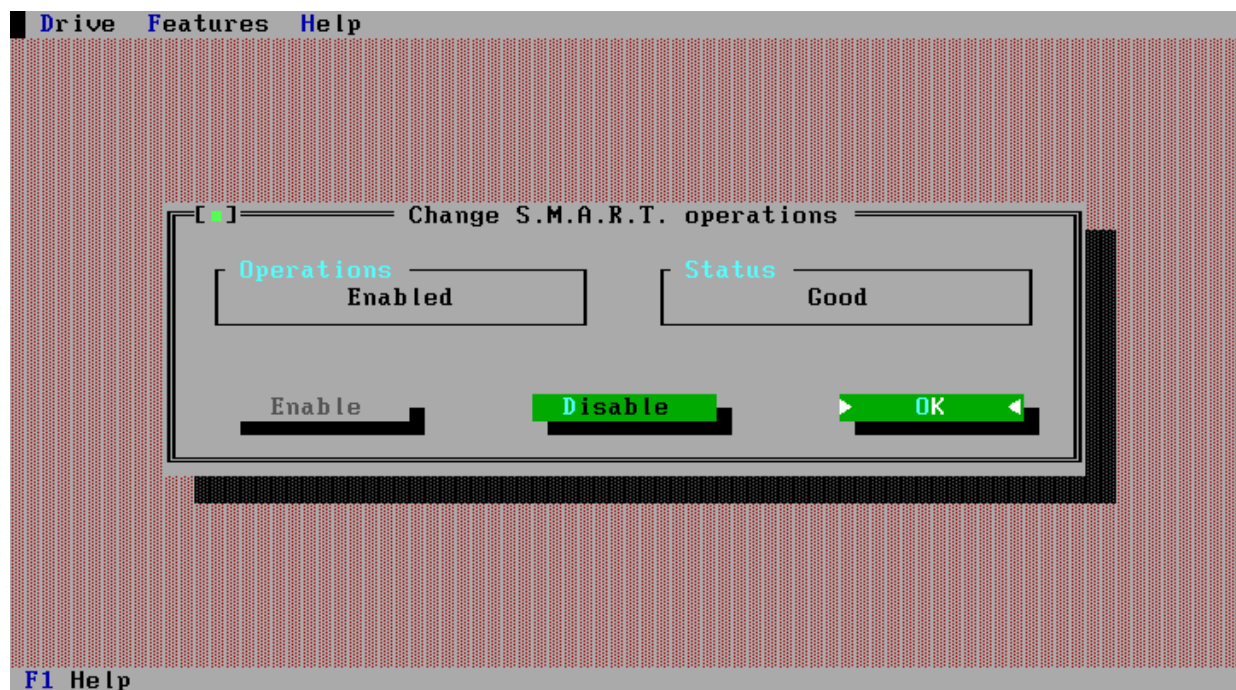 Drive Features Help
Change S.M.A.R.T. operations
Operations Status
Enabled Good
Enable Disable OK
F1 Help